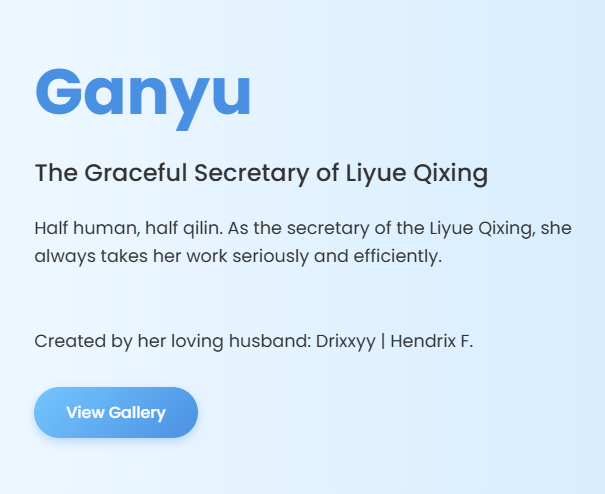 Ganyu
The Graceful Secretary of Liyue Qixing
Half human, half qilin. As the secretary of the Liyue Qixing, she
always takes her work seriously and efficiently.
Created by her loving husband: Drixxyy | Hendrix F.
View Gallery